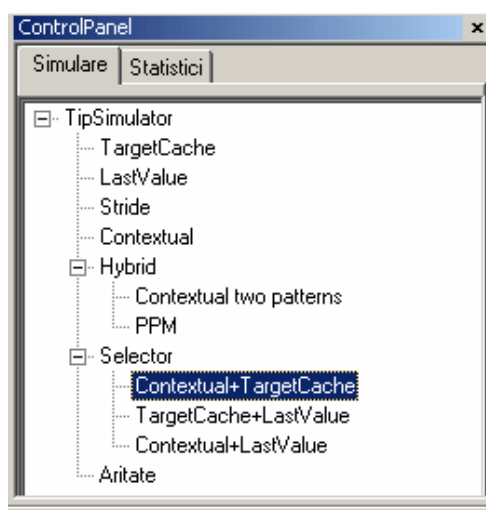 ControlPanel
Simulare Statistici
TipSimulator
TargetCache
LastValue
Stride
Contextual
Hybrid
Contextual two patterns
PPM
Selector
Contextual+TargetCache
TargetCache+LastValue
Contextual+LastValue
Aritate